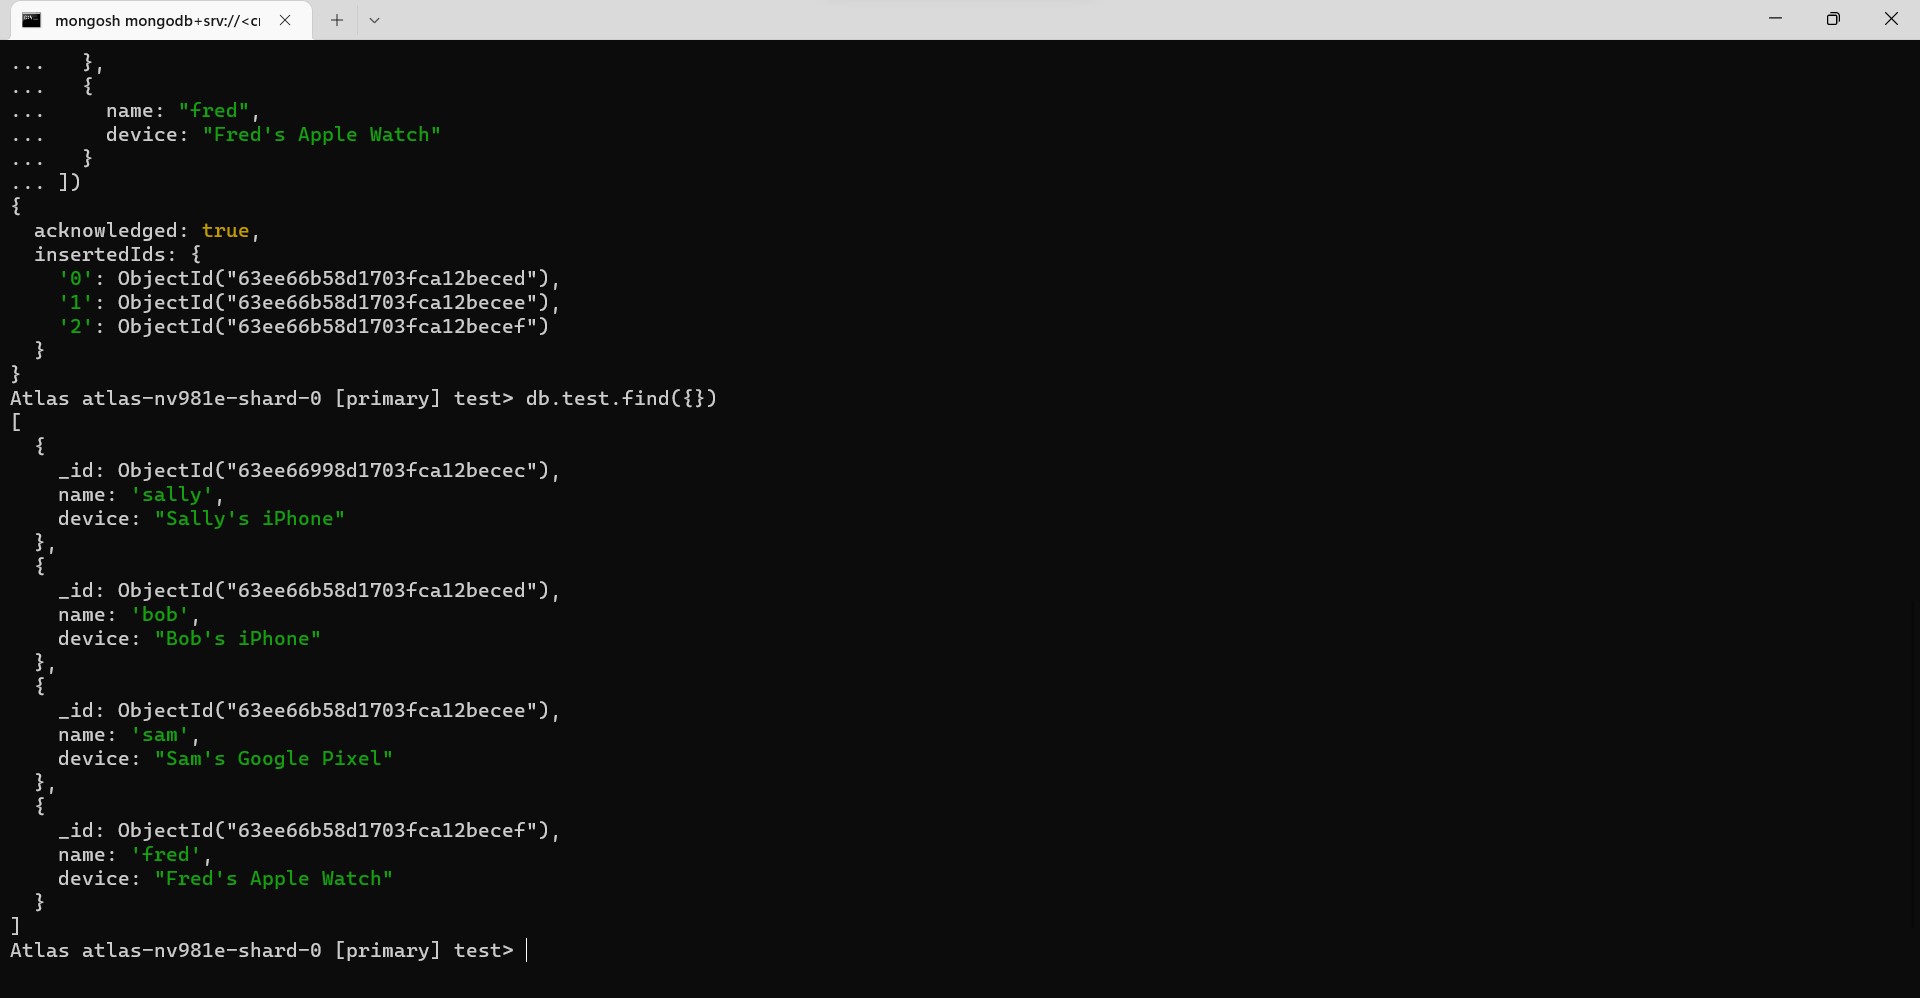 mongosh mongodb+srv://<cr
...   },
...   {
...     name: "fred",
...     device: "Fred's Apple Watch"
...   }
... ])
{
  acknowledged: true,
  insertedIds: {
    '0': ObjectId("63ee66b58d1703fca12beced"),
    '1': ObjectId("63ee66b58d1703fca12becee"),
    '2': ObjectId("63ee66b58d1703fca12becef")
  }
}
Atlas atlas-nv981e-shard-0 [primary] test> db.test.find({})
[
  {
    _id: ObjectId("63ee66998d1703fca12becec"),
    name: 'sally',
    device: "Sally's iPhone"
  },
  {
    _id: ObjectId("63ee66b58d1703fca12beced"),
    name: 'bob',
    device: "Bob's iPhone"
  },
  {
    _id: ObjectId("63ee66b58d1703fca12becee"),
    name: 'sam',
    device: "Sam's Google Pixel"
  },
  {
    _id: ObjectId("63ee66b58d1703fca12becef"),
    name: 'fred',
    device: "Fred's Apple Watch"
  }
]
Atlas atlas-nv981e-shard-0 [primary] test>